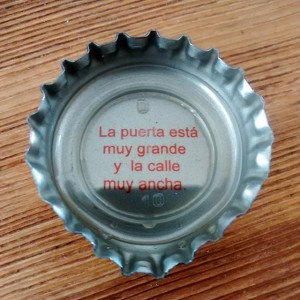 La puerta está
muy grande
y la calle
muy ancha.